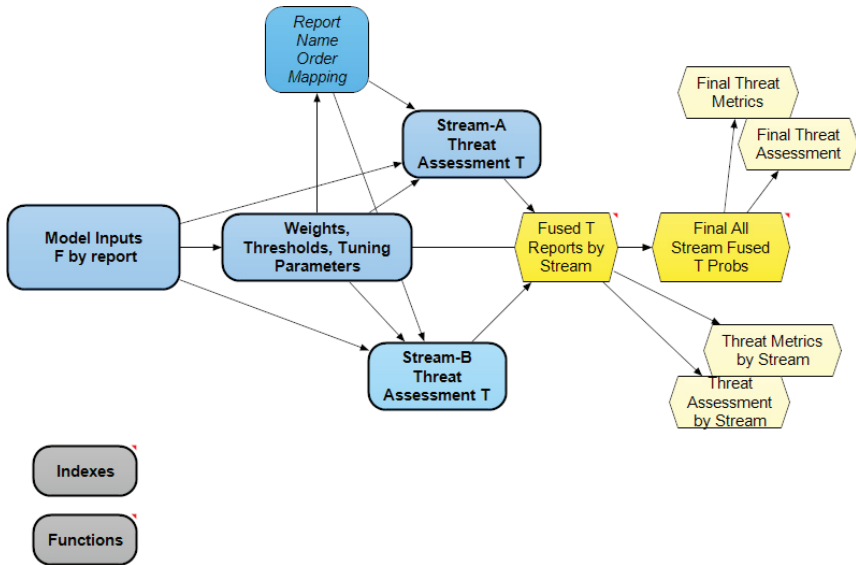 Report
Name
Order
Mapping
Final Threat
Metrics
Stream-A
Threat
Assessment T
Final Threat
Assessment
Model Inputs
F by report
Weights,
Thresholds, Tuning
Parameters
Fused T
Reports by
Stream
Final All
Stream Fused
T Probs
Stream-B
Threat
Assessment T
Threat Metrics
by Stream
Threat
Assessment
by Stream
Indexes
Functions